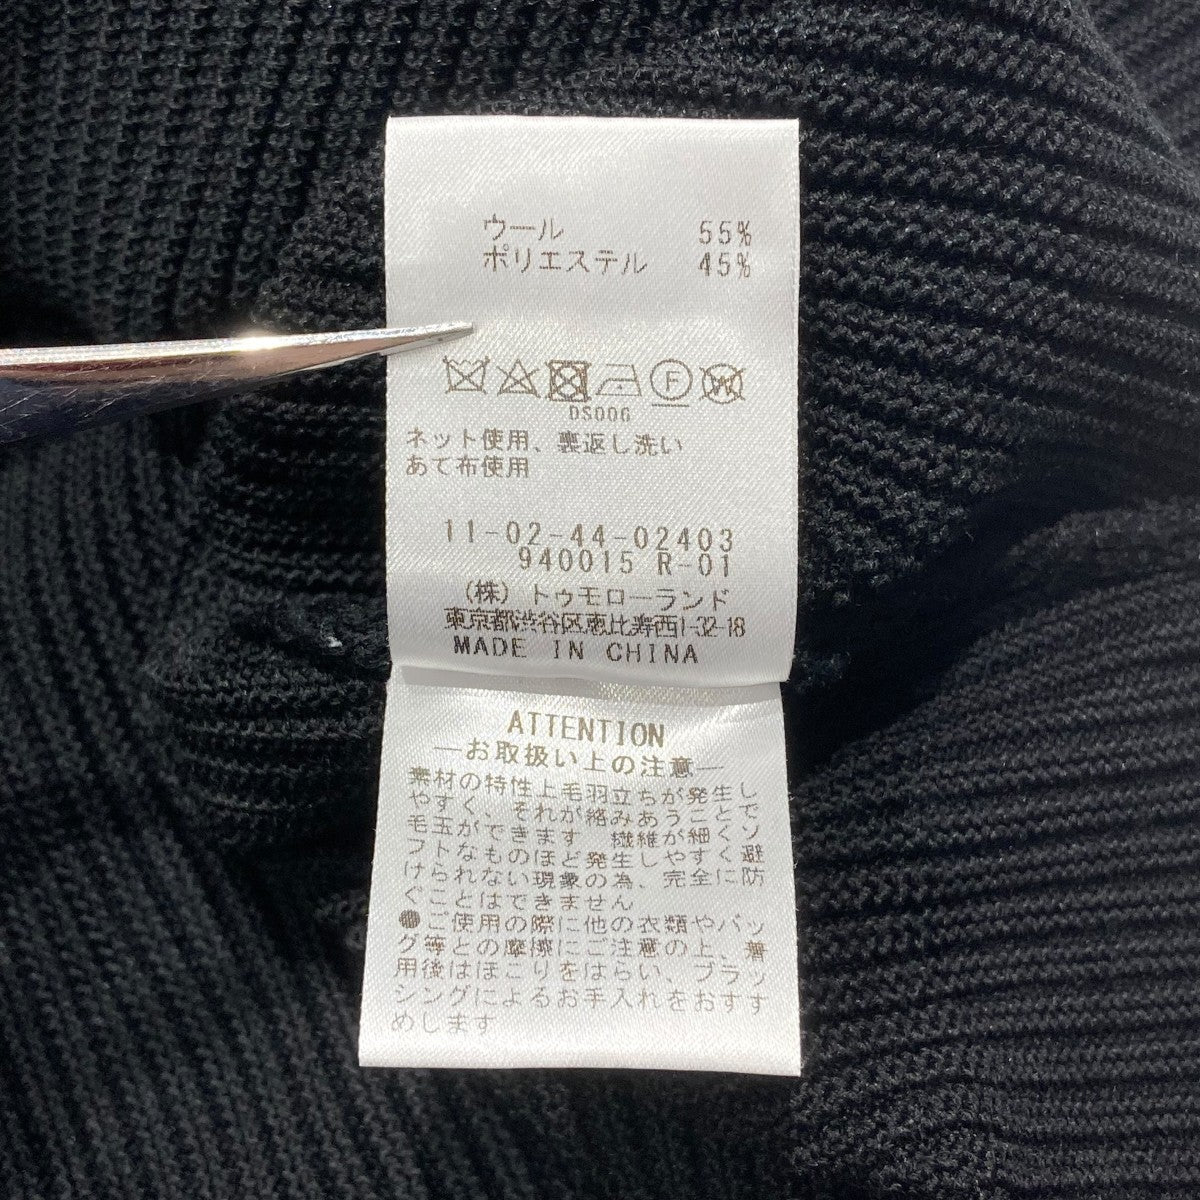 ウール 55%
ポリエステル 45%
F W
DS006
ネット使用、裏返し洗い
あて布使用
11-02-44-02403
940015 R-01
(株) トゥモローランド
東京都渋谷区恵比寿西1-32-18
MADE IN CHINA
ATTENTION
―お取扱い上の注意―
素材の特性上毛羽立ちが発生し
やすく、それが絡みあうことで
毛玉ができます 繊維が細くソ
フトなものほど発生しやすく避
けられない現象の為、完全に防
ぐことはできません
●ご使用の際に他の衣類やバッ
グ等との摩擦にご注意の上、着
用後はほこりをはらい、ブラッ
シングによるお手入れをおすす
めします